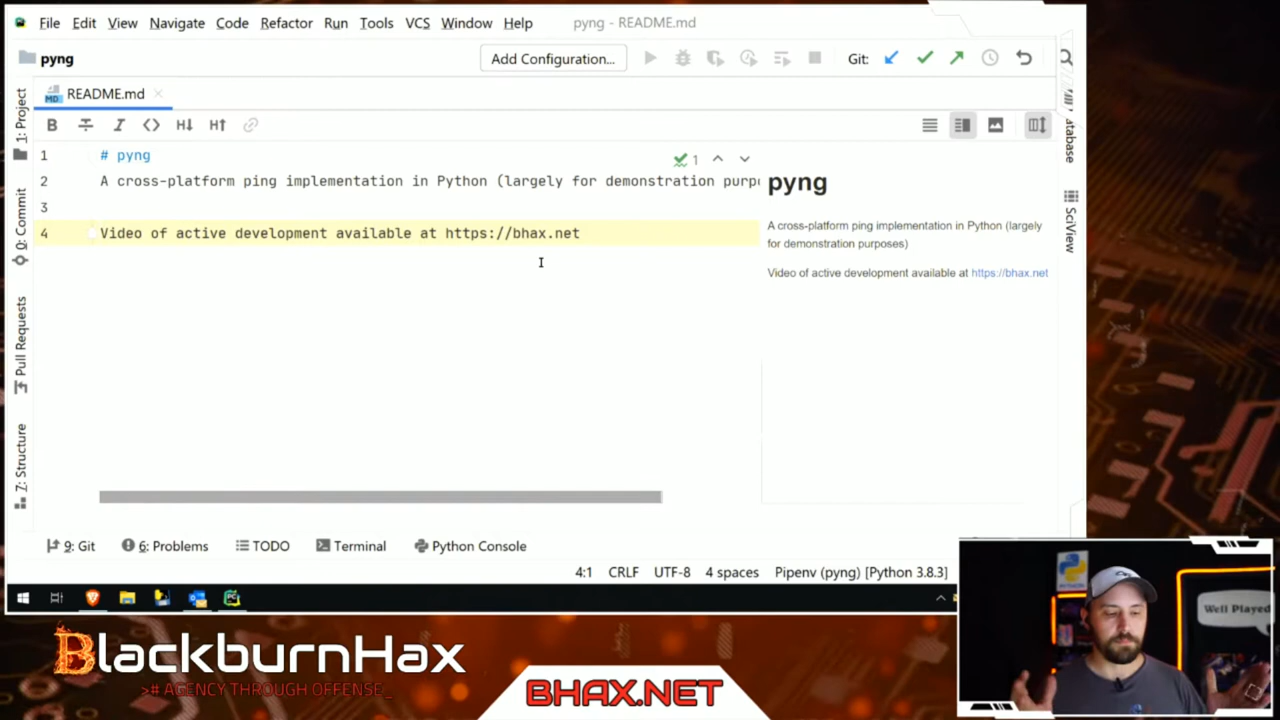 File Edit View Navigate Code Refactor Run Tools VCS Window Help pyng - README.md
pyng Add Configuration... Git:
README.md
1: Project
0: Commit
Pull Requests
7: Structure
B I <> H↓ H↑
1 # pyng
1
2 A cross-platform ping implementation in Python (largely for demonstration purp
3
4 Video of active development available at https://bhax.net
pyng
A cross-platform ping implementation in Python (largely
for demonstration purposes)
Video of active development available at https://bhax.net
SciView
9: Git 6: Problems TODO Terminal Python Console
4:1 CRLF UTF-8 4 spaces Pipenv (pyng) [Python 3.8.3]
PYTHON
Well Played
BlackburnHax
># AGENCY THROUGH OFFENSE_
BHAX.NET